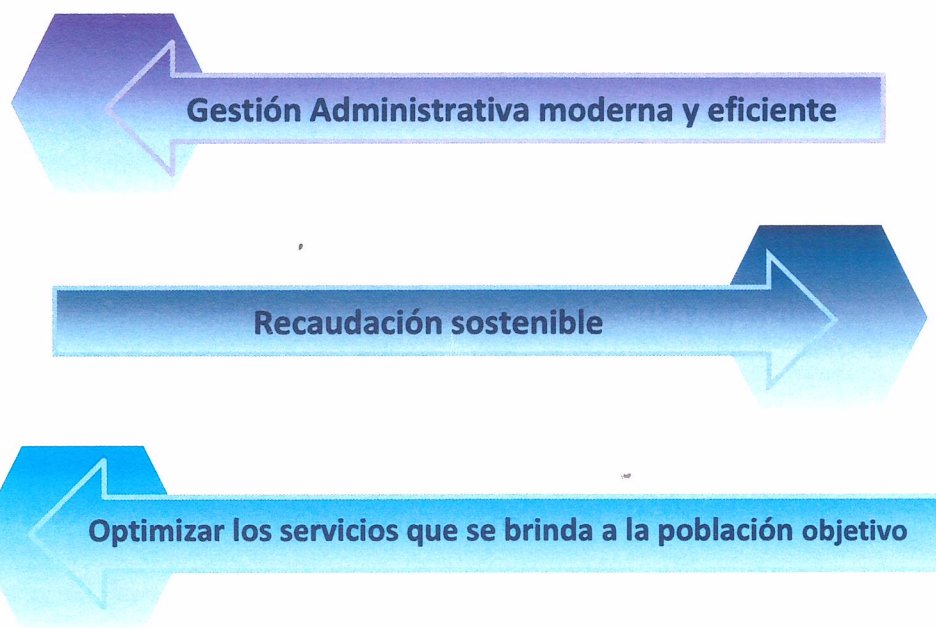 Gestión Administrativa moderna y eficiente
Recaudación sostenible
Optimizar los servicios que se brinda a la población objetivo